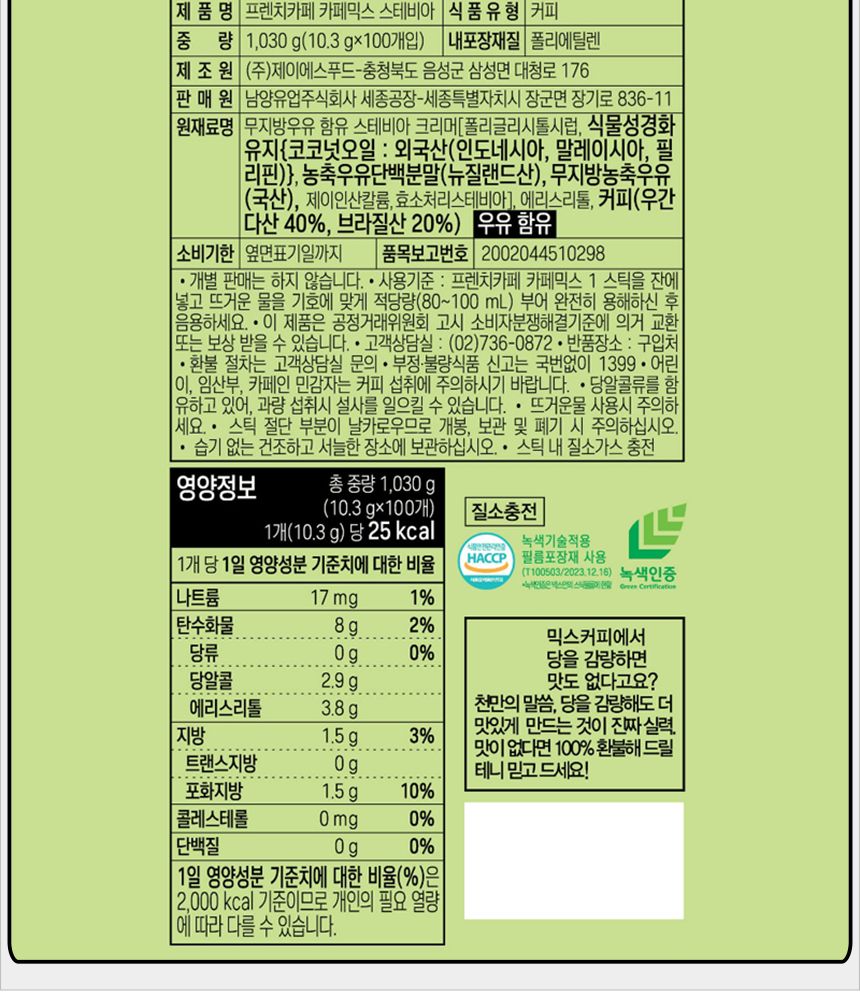 제 품 명 프렌치카페 카페믹스 스테비아 식품유형 커피
중 량 1,030 g(10.3 g×100개입) 내포장재질 폴리에틸렌
제 조 원 (주)제이에스푸드-충청북도 음성군 삼성면 대청로 176
판 매 원 남양유업주식회사 세종공장-세종특별자치시 장군면 장기로 836-11
원재료명 무지방우유 함유 스테비아 크리머[폴리글리시톨시럽, 식물성경화
유지{코코넛오일 : 외국산(인도네시아, 말레이시아, 필
리핀)}, 농축우유단백분말(뉴질랜드산), 무지방농축우유
(국산), 제이인산칼륨, 효소처리스테비아], 에리스리톨, 커피(우간
다산 40%, 브라질산 20%) 우유 함유
소비기한 옆면표기일까지 품목보고번호 2002044510298
• 개별 판매는 하지 않습니다. • 사용기준 : 프렌치카페 카페믹스 1 스틱을 잔에
넣고 뜨거운 물을 기호에 맞게 적당량(80~100 mL) 부어 완전히 용해하신 후
음용하세요. • 이 제품은 공정거래위원회 고시 소비자분쟁해결기준에 의거 교환
또는 보상 받을 수 있습니다. • 고객상담실 : (02)736-0872 • 반품장소 : 구입처
• 환불 절차는 고객상담실 문의 • 부정·불량식품 신고는 국번없이 1399 • 어린
이, 임산부, 카페인 민감자는 커피 섭취에 주의하시기 바랍니다. • 당알콜류를 함
유하고 있어, 과량 섭취시 설사를 일으킬 수 있습니다. • 뜨거운물 사용시 주의하
세요. • 스틱 절단 부분이 날카로우므로 개봉, 보관 및 폐기 시 주의하십시오.
• 습기 없는 건조하고 서늘한 장소에 보관하십시오. • 스틱 내 질소가스 충전
영양정보 총 중량 1,030 g
(10.3 g×100개)
1개(10.3 g) 당 25 kcal
1개 당 1일 영양성분 기준치에 대한 비율
나트륨 17 mg 1%
탄수화물 8 g 2%
당류 0 g 0%
당알콜 2.9 g
에리스리톨 3.8 g
지방 1.5 g 3%
트랜스지방 0 g
포화지방 1.5 g 10%
콜레스테롤 0 mg 0%
단백질 0 g 0%
1일 영양성분 기준치에 대한 비율(%)은
2,000 kcal 기준이므로 개인의 필요 열량
에 따라 다를 수 있습니다.
질소충전
HACCP
녹색기술적용
필름포장재 사용
(T100503/2023.12.16)
녹색인증
Green Certification
믹스커피에서
당을 감량하면
맛도 없다고요?
천만의 말씀, 당을 감량해도 더
맛있게 만드는 것이 진짜 실력.
맛이 없다면 100% 환불해 드릴
테니 믿고 드세요!